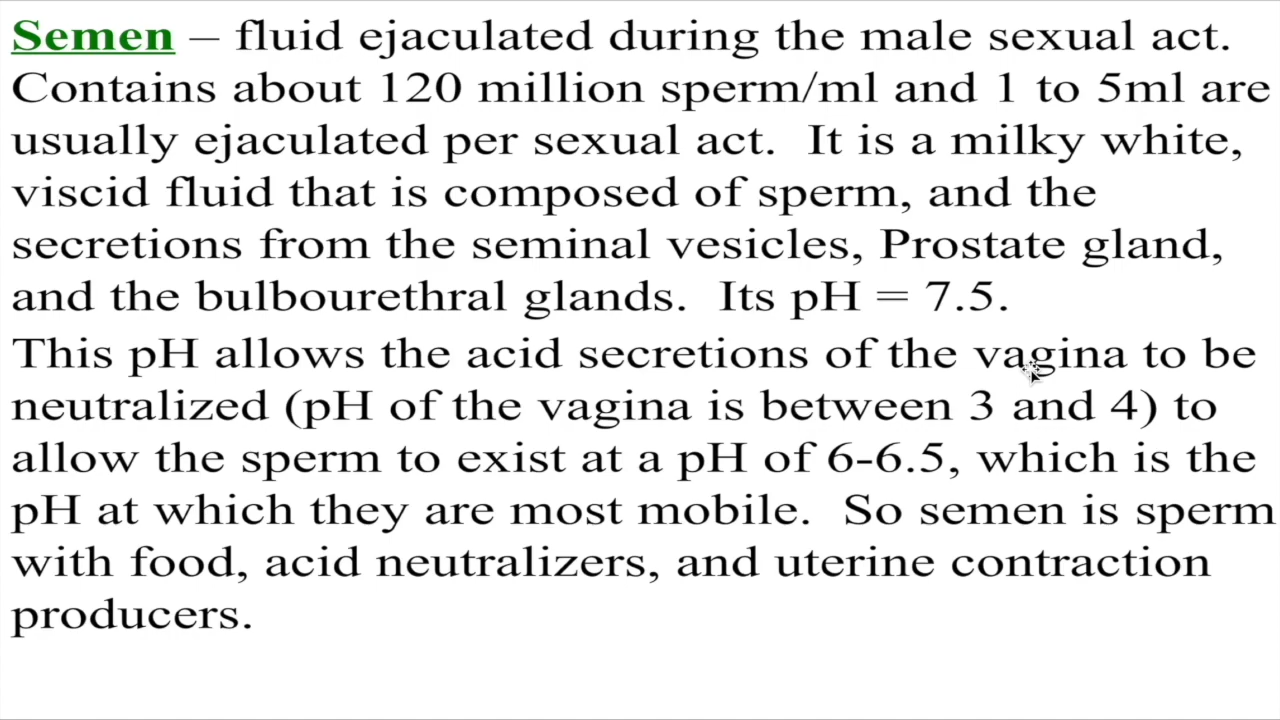 Semen – fluid ejaculated during the male sexual act.
Contains about 120 million sperm/ml and 1 to 5ml are
usually ejaculated per sexual act.  It is a milky white,
viscid fluid that is composed of sperm, and the
secretions from the seminal vesicles, Prostate gland,
and the bulbourethral glands.  Its pH = 7.5.
This pH allows the acid secretions of the vagina to be
neutralized (pH of the vagina is between 3 and 4) to
allow the sperm to exist at a pH of 6-6.5, which is the
pH at which they are most mobile.  So semen is sperm
with food, acid neutralizers, and uterine contraction
producers.